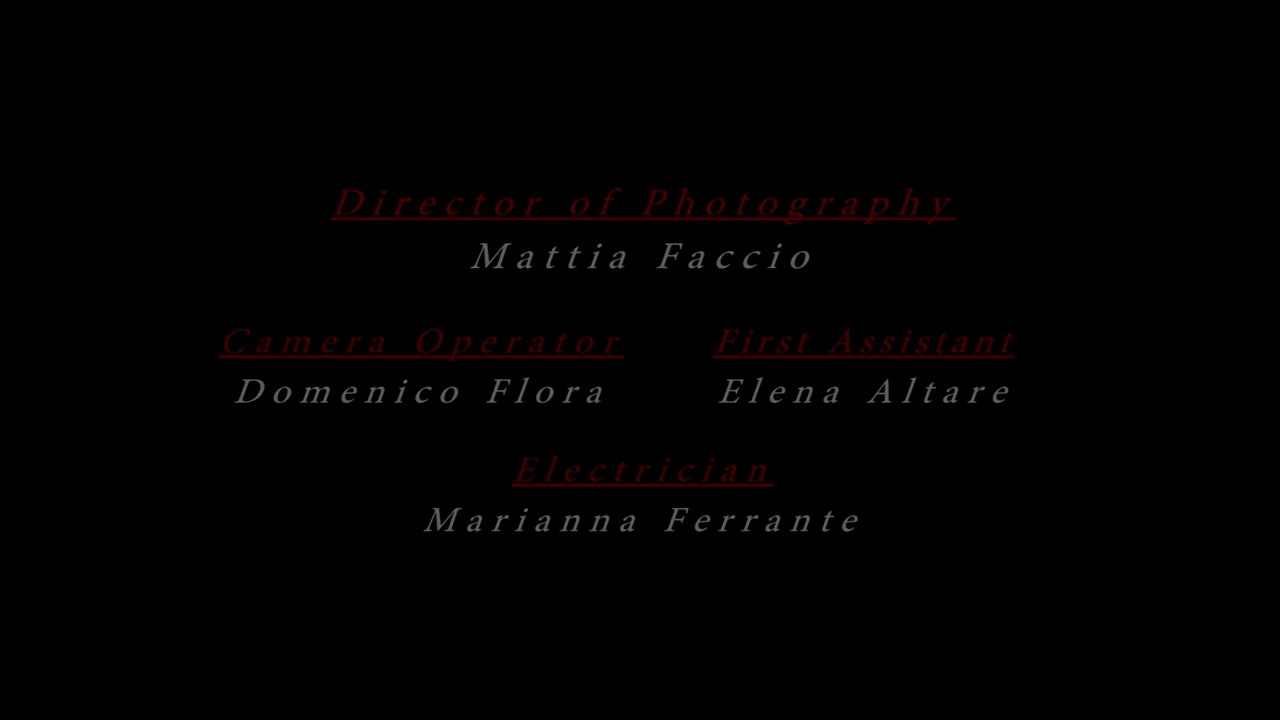 Director of Photography
Mattia Faccio
Camera Operator First Assistant
Domenico Flora Elena Altare
Electrician
Marianna Ferrante